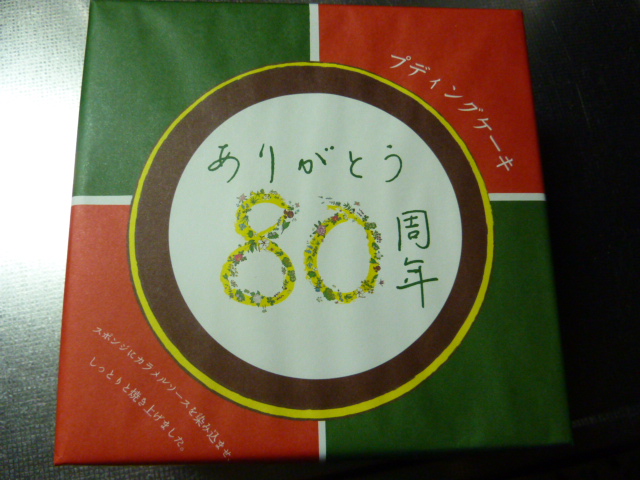 プディングケーキ
ありがとう
80周年
スポンジにカラメルソースを染み込ませ、
しっとりと焼き上げました。